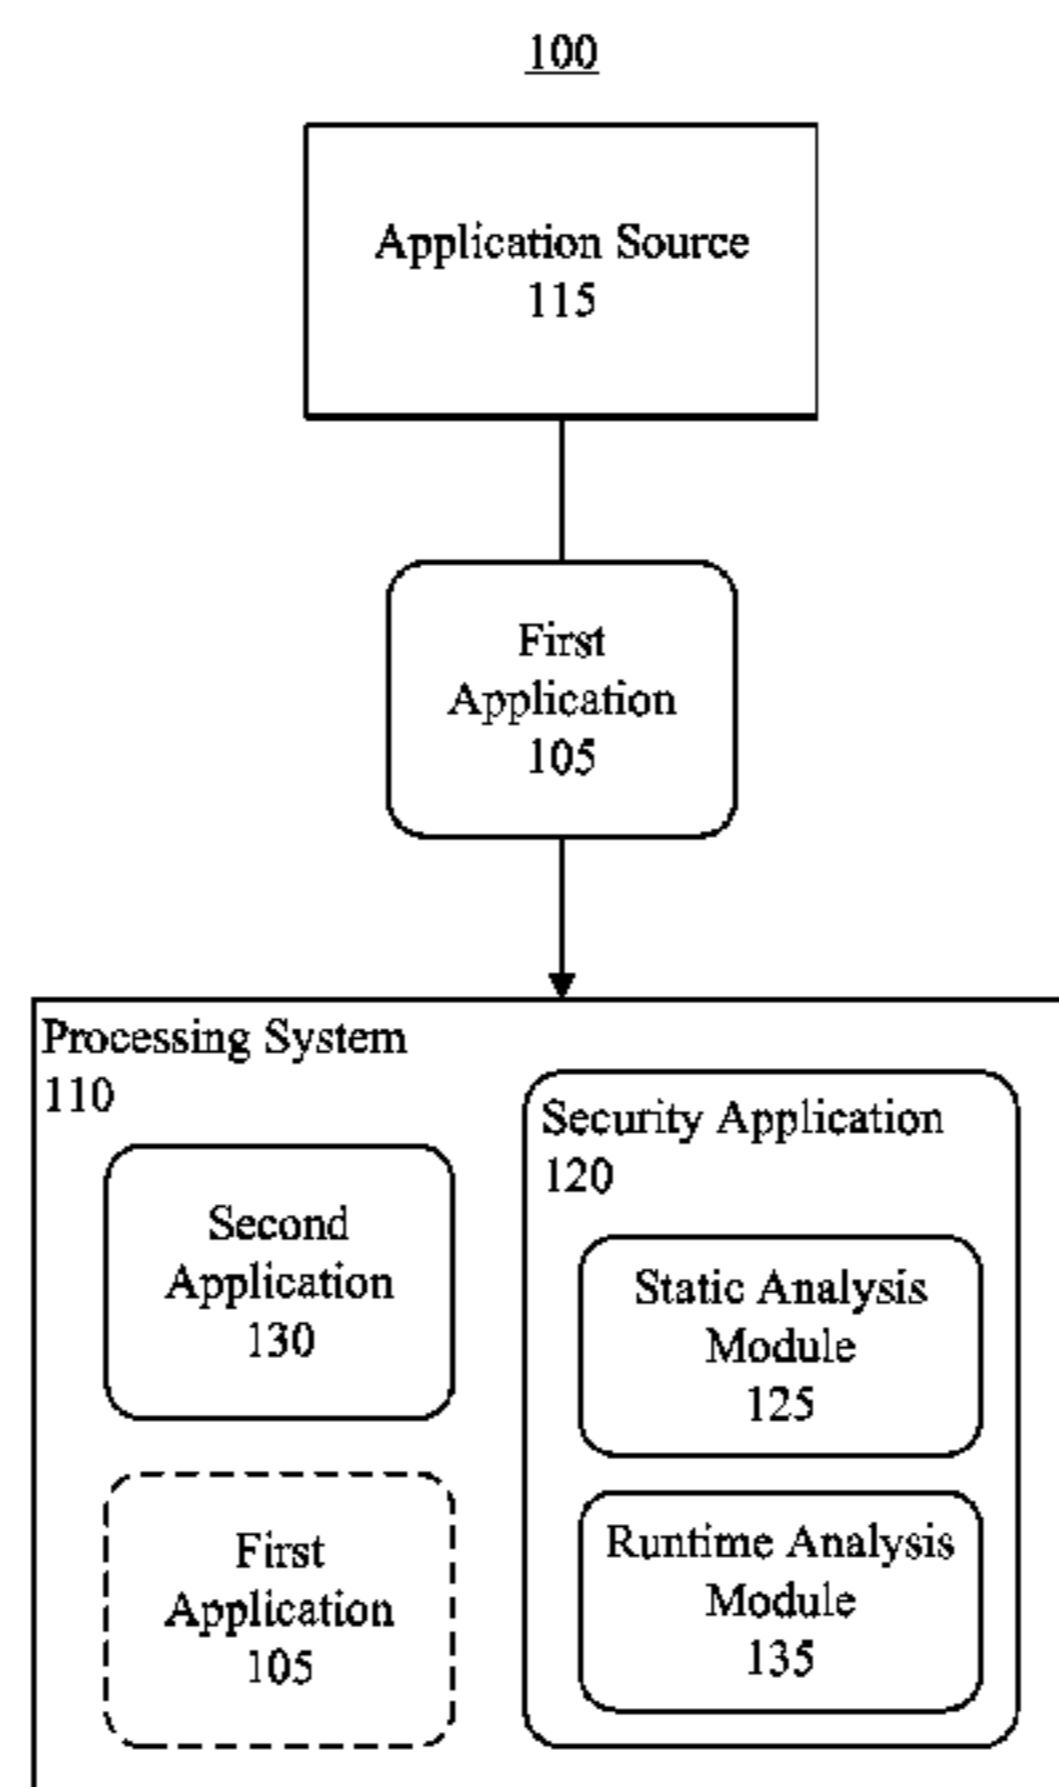 100
Application Source
115
First
Application
105
Processing System
110
Security Application
120
Second
Application
130
Static Analysis
Module
125
First
Application
105
Runtime Analysis
Module
135